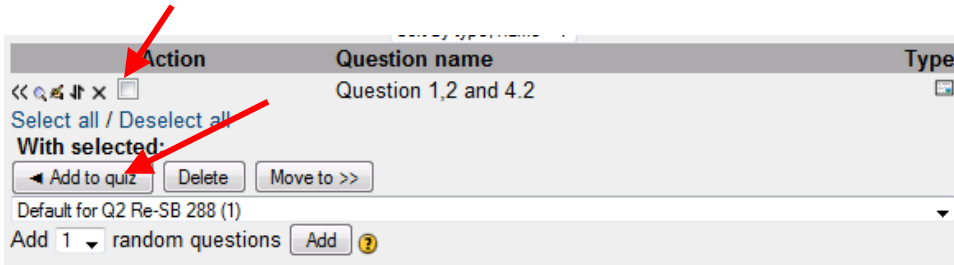 Action Question name Type
<< Question 1,2 and 4.2
Select all / Deselect all
With selected:
◄ Add to quiz Delete Move to >>
Default for Q2 Re-SB 288 (1)
Add 1 random questions Add ?